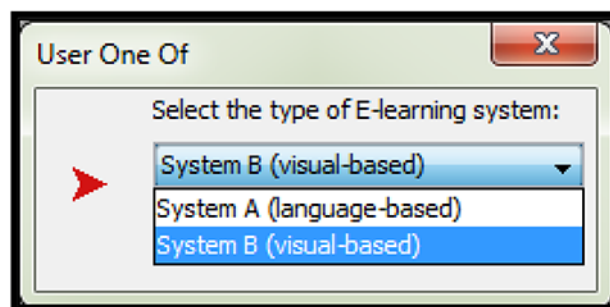 User One Of
Select the type of E-learning system:
System B (visual-based)
System A (language-based)
System B (visual-based)